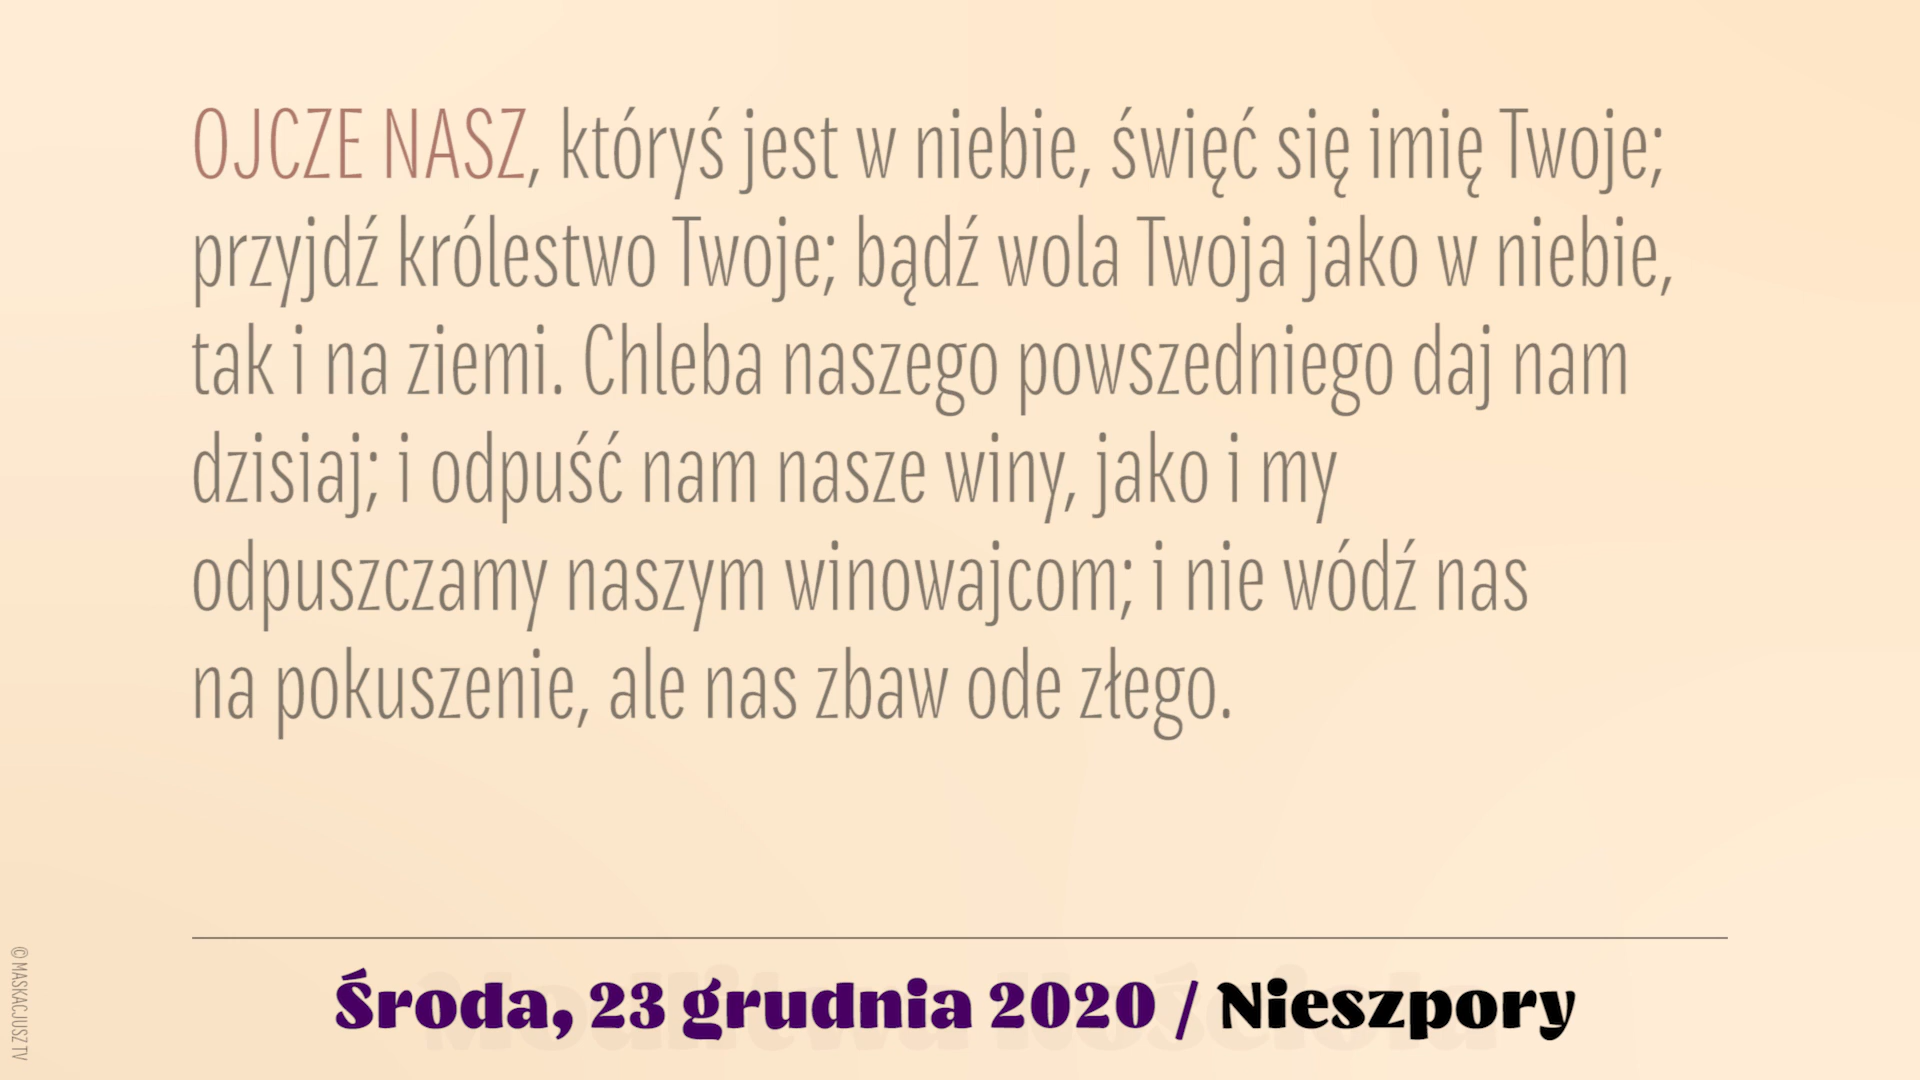 OJCZE NASZ, któryś jest w niebie, święć się imię Twoje;
przyjdź królestwo Twoje; bądź wola Twoja jako w niebie,
tak i na ziemi. Chleba naszego powszedniego daj nam
dzisiaj; i odpuść nam nasze winy, jako i my
odpuszczamy naszym winowajcom; i nie wódź nas
na pokuszenie, ale nas zbaw ode złego.
Środa, 23 grudnia 2020 / Nieszpory
© MASKACJUSZ TV